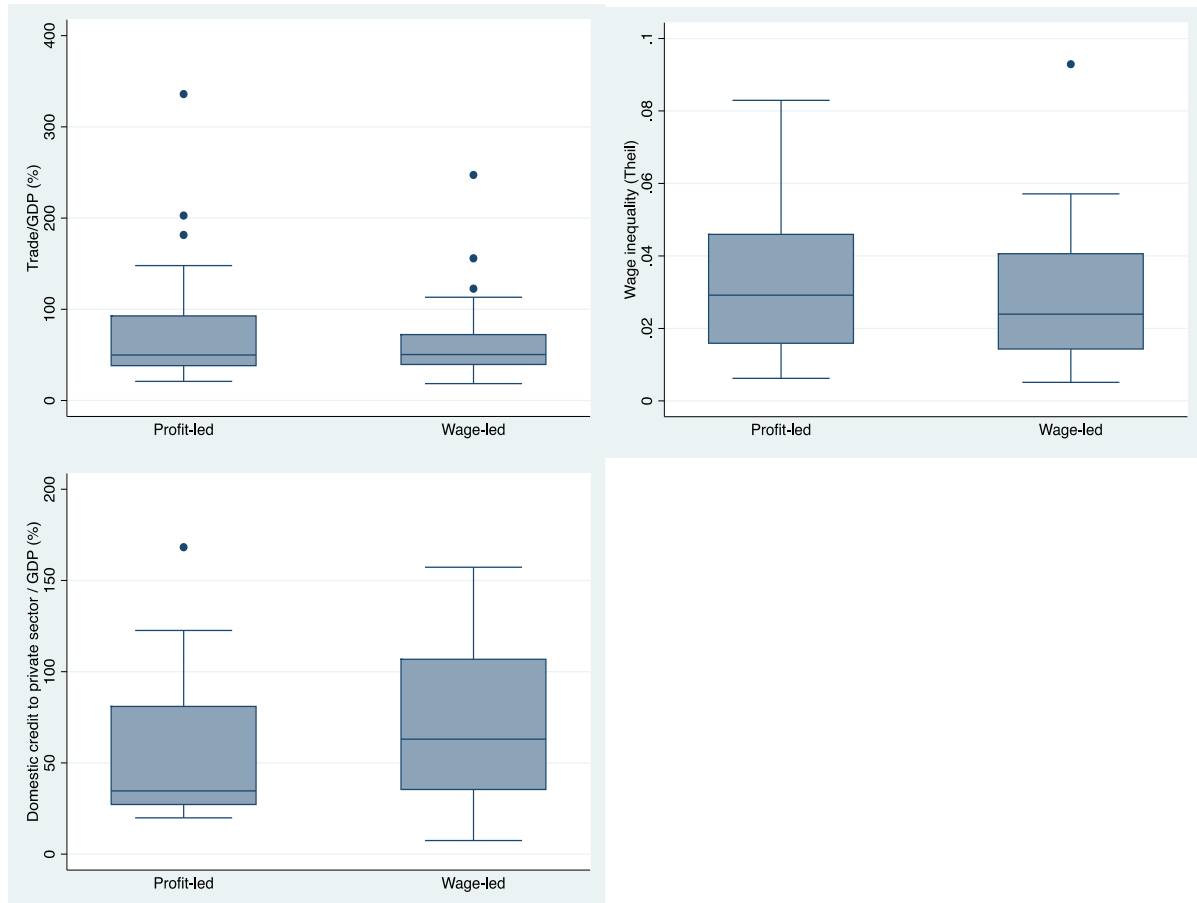 Trade/GDP (%)
400
300
200
100
0
Profit-led
Wage-led
Wage inequality (Theil)
.1
.08
.06
.04
.02
0
Profit-led
Wage-led
Domestic credit to private sector / GDP (%)
200
150
100
50
0
Profit-led
Wage-led